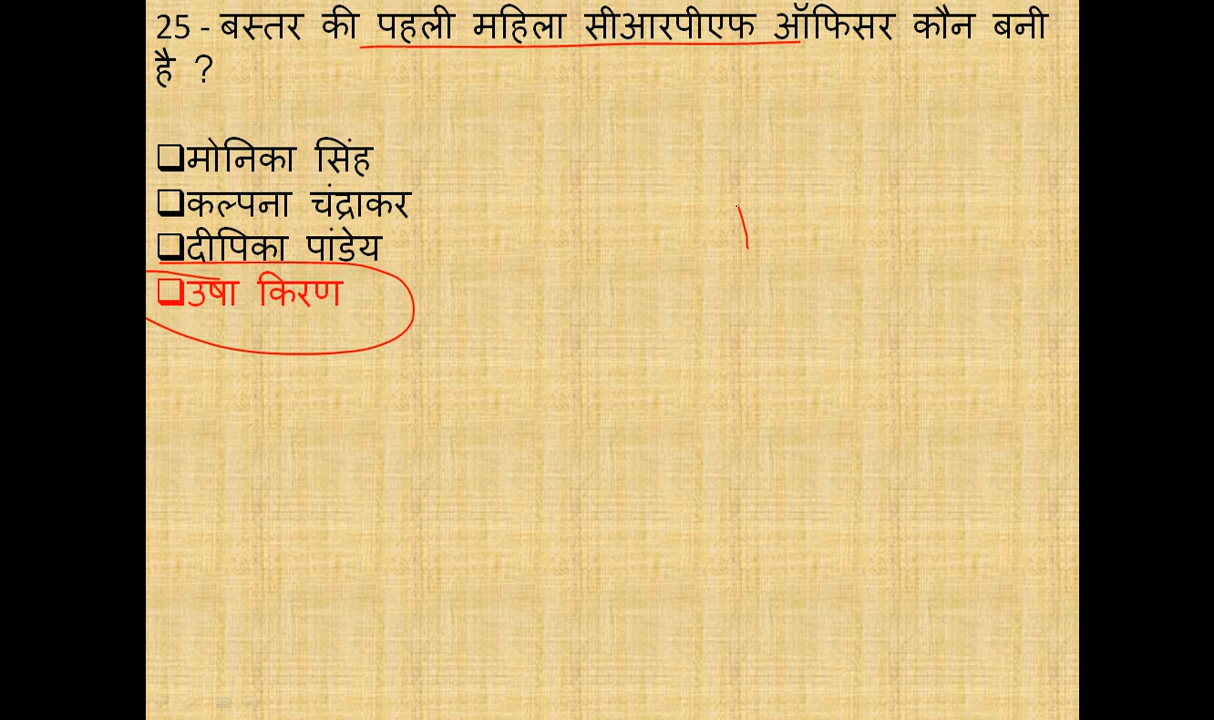 25 - बस्तर की पहली महिला सीआरपीएफ ऑफिसर कौन बनी
है ?
❑मोनिका सिंह
❑कल्पना चंद्राकर
❑दीपिका पांडेय
❑उषा किरण